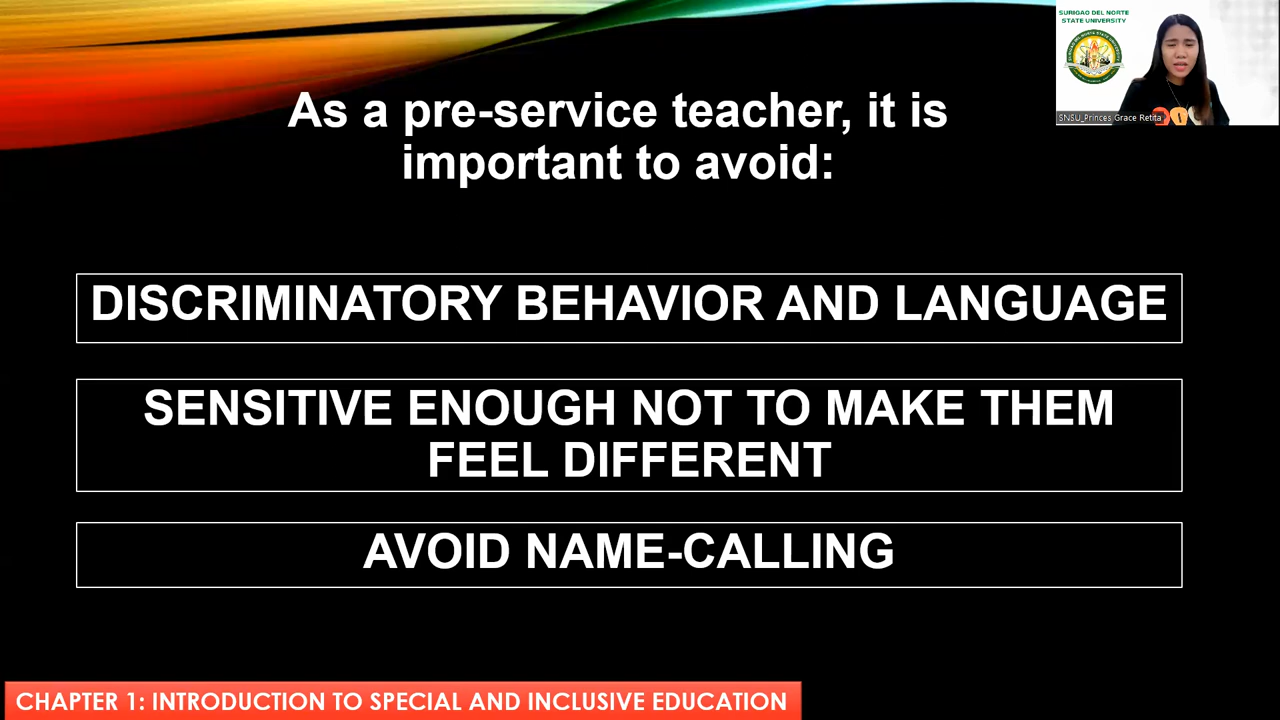 SURIGAO DEL NORTE
STATE UNIVERSITY
SNSU_Princes Grace Retita
As a pre-service teacher, it is
important to avoid:
DISCRIMINATORY BEHAVIOR AND LANGUAGE
SENSITIVE ENOUGH NOT TO MAKE THEM
FEEL DIFFERENT
AVOID NAME-CALLING
CHAPTER 1: INTRODUCTION TO SPECIAL AND INCLUSIVE EDUCATION